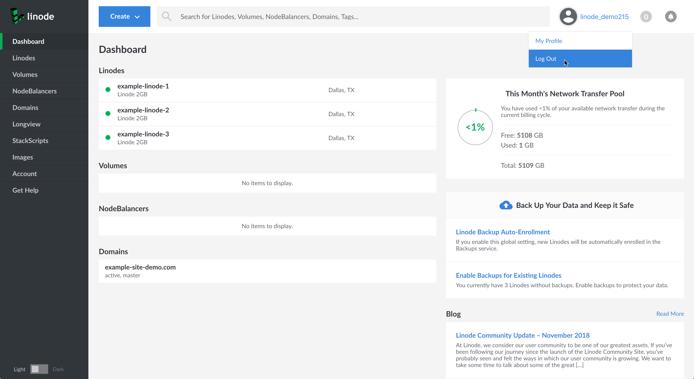 linode
Create
Search for Linodes, Volumes, NodeBalancers, Domains, Tags...
linode_demo215
0
My Profile
Log Out
Dashboard
Linodes
Volumes
NodeBalancers
Domains
Longview
StackScripts
Images
Account
Get Help
Light
Dark
Dashboard
Linodes
example-linode-1
Linode 2GB
Dallas, TX
example-linode-2
Linode 2GB
Dallas, TX
example-linode-3
Linode 2GB
Dallas, TX
Volumes
No items to display.
NodeBalancers
No items to display.
Domains
example-site-demo.com
active, master
This Month's Network Transfer Pool
<1%
You have used <1% of your available network transfer during the
current billing cycle.
Free: 5108 GB
Used: 1 GB
Total: 5109 GB
Back Up Your Data and Keep it Safe
Linode Backup Auto-Enrollment
If you enable this global setting, new Linodes will be automatically enrolled in the
Backups service.
Enable Backups for Existing Linodes
You currently have 3 Linodes without backups. Enable backups to protect your data.
Blog
Read More
Linode Community Update – November 2018
At Linode, we consider our user community to be one of our greatest assets. If you've
been following our journey since the launch of the Linode Community Site, you've
probably seen and felt the ways in which our user community is growing. We want to
take some time to talk about some of the great [...]